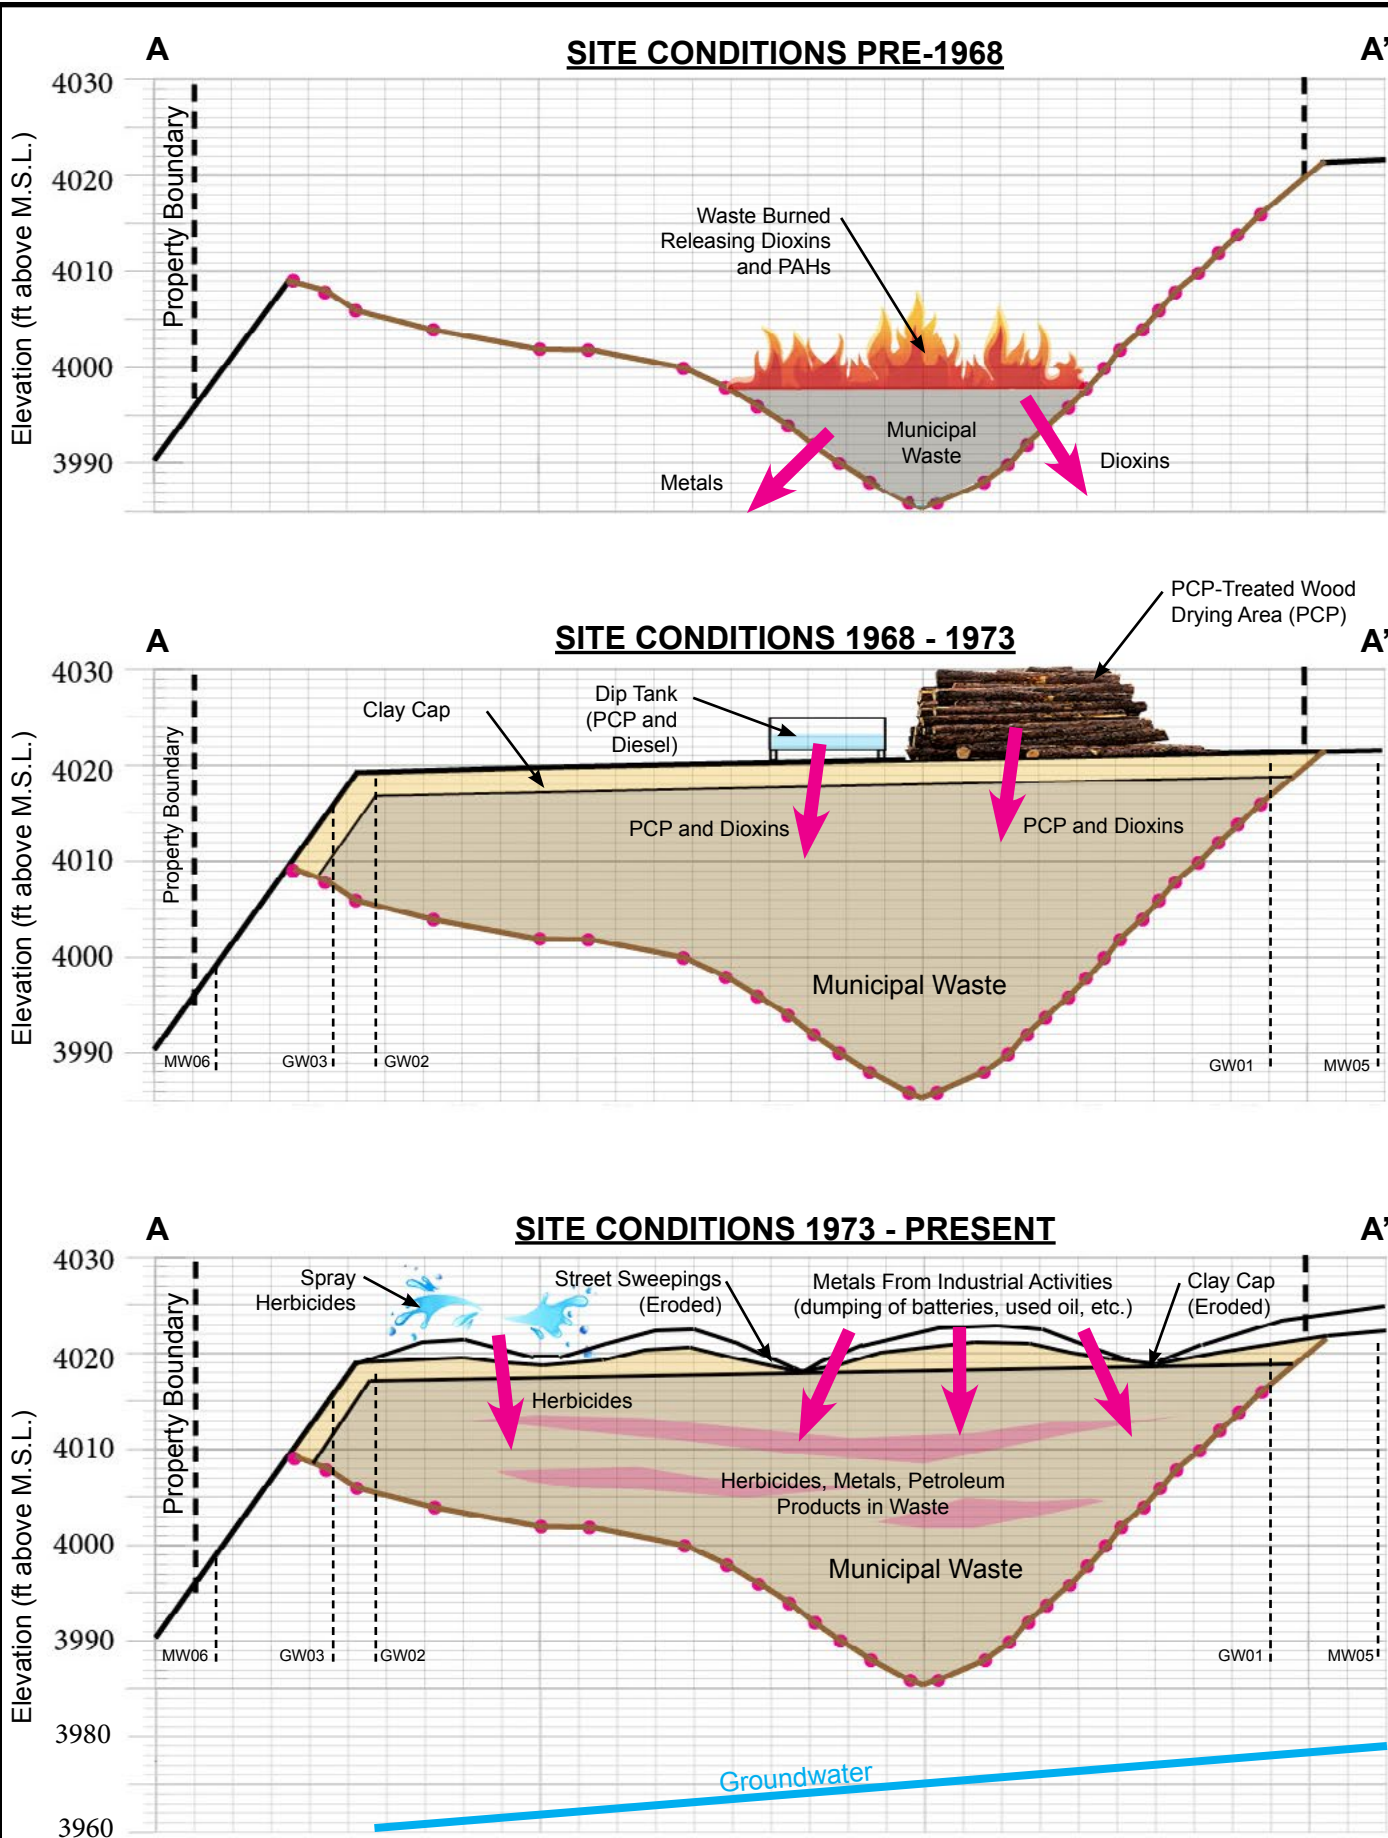 A
SITE CONDITIONS PRE-1968
A'
Elevation (ft above M.S.L.)
4030
4020
4010
4000
3990
Property Boundary
Waste Burned
Releasing Dioxins
and PAHs
Municipal
Waste
Metals
Dioxins
PCP-Treated Wood
Drying Area (PCP)
A
SITE CONDITIONS 1968 - 1973
A'
Elevation (ft above M.S.L.)
4030
4020
4010
4000
3990
Property Boundary
Clay Cap
Dip Tank
(PCP and
Diesel)
PCP and Dioxins
PCP and Dioxins
Municipal Waste
MW06
GW03
GW02
GW01
MW05
A
SITE CONDITIONS 1973 - PRESENT
A'
Elevation (ft above M.S.L.)
4030
4020
4010
4000
3990
3980
3960
Property Boundary
Spray
Herbicides
Street Sweepings
(Eroded)
Metals From Industrial Activities
(dumping of batteries, used oil, etc.)
Clay Cap
(Eroded)
Herbicides
Herbicides, Metals, Petroleum
Products in Waste
Municipal Waste
MW06
GW03
GW02
GW01
MW05
Groundwater